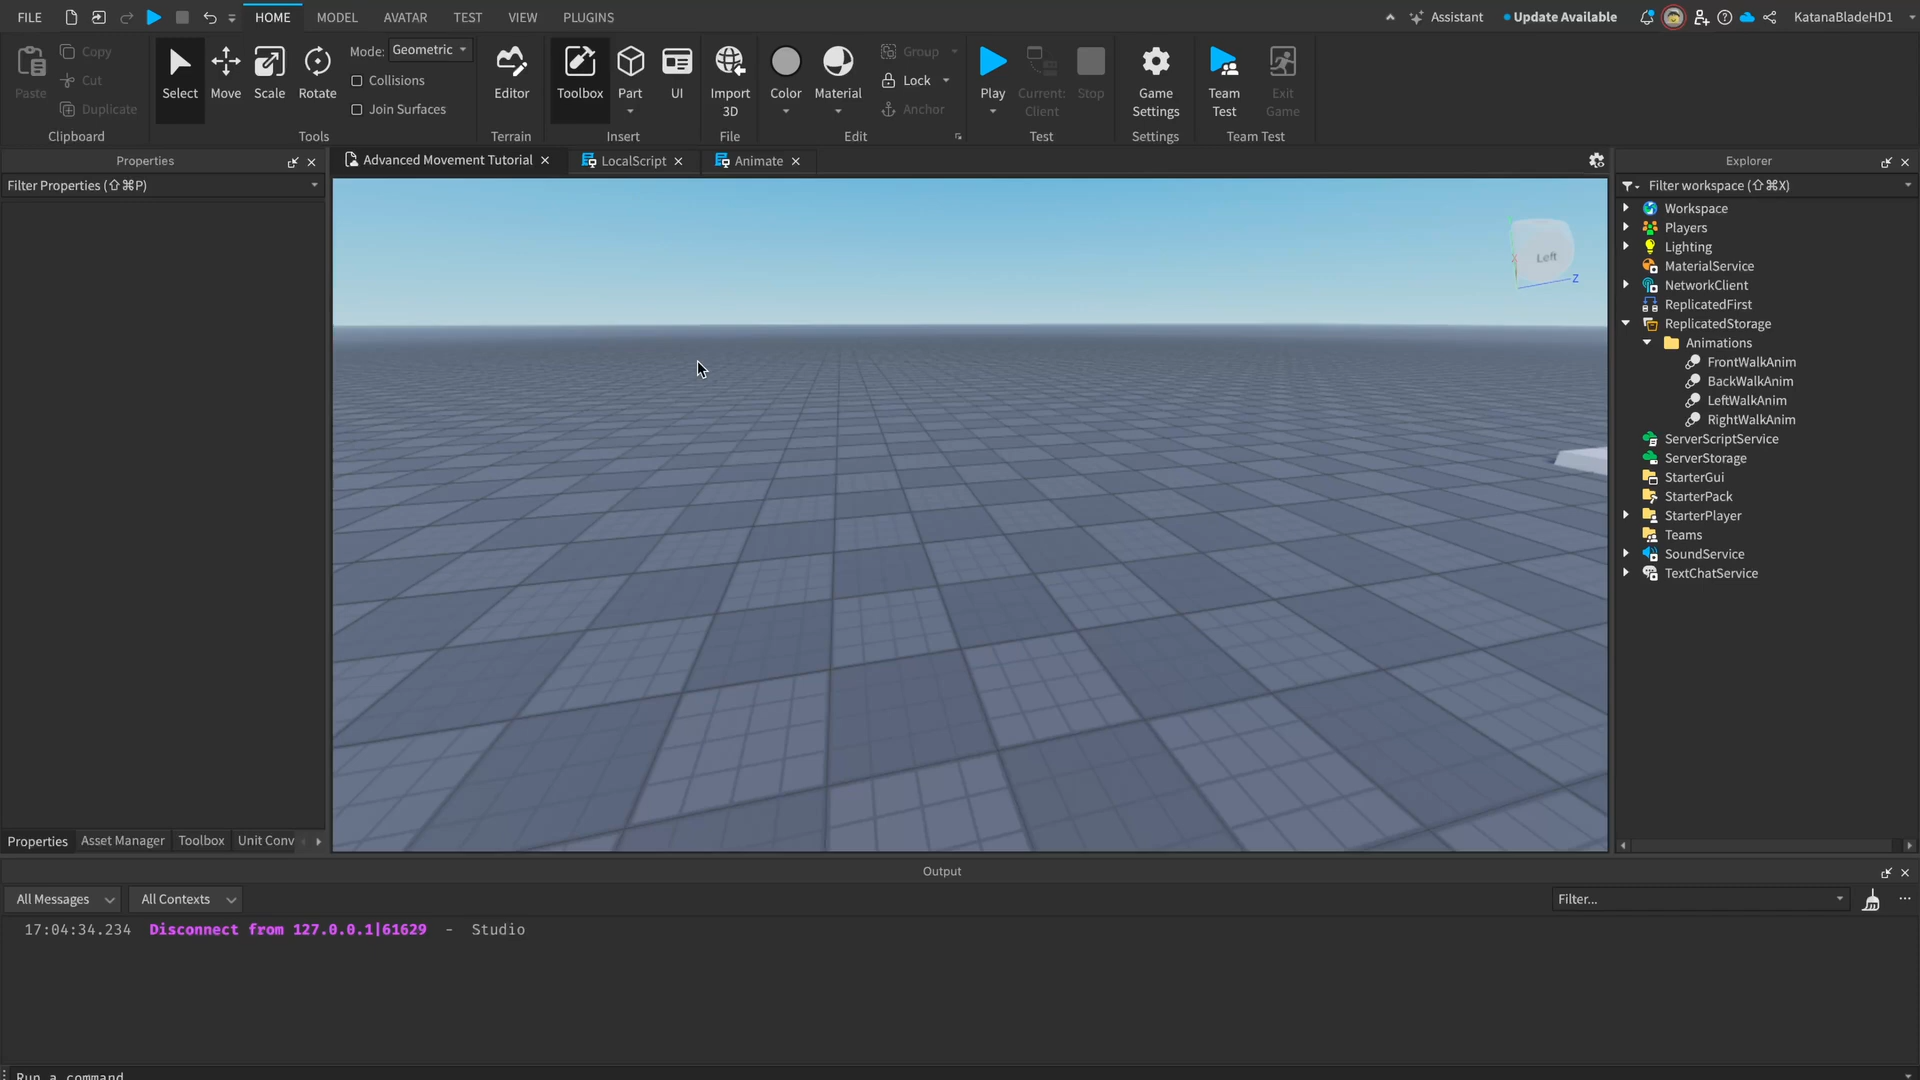 FILE HOME MODEL AVATAR TEST VIEW PLUGINS Assistant Update Available KatanaBladeHD1
Paste Copy Cut Duplicate Clipboard
Select Move Scale Rotate Mode: Geometric Collisions Join Surfaces Tools
Editor Terrain
Toolbox Part UI Insert
Import 3D File
Color Material Group Lock Anchor Edit
Play Current: Client Stop Test
Game Settings Settings
Team Test Exit Game Team Test
Properties
Filter Properties (⇧⌘P)
Advanced Movement Tutorial LocalScript Animate
Left
Z
Explorer
Filter workspace (⇧⌘X)
Workspace
Players
Lighting
MaterialService
NetworkClient
ReplicatedFirst
ReplicatedStorage
Animations
FrontWalkAnim
BackWalkAnim
LeftWalkAnim
RightWalkAnim
ServerScriptService
ServerStorage
StarterGui
StarterPack
StarterPlayer
Teams
SoundService
TextChatService
Properties Asset Manager Toolbox Unit Conv
Output
All Messages All Contexts Filter...
17:04:34.234 Disconnect from 127.0.0.1|61629 - Studio
Run a command